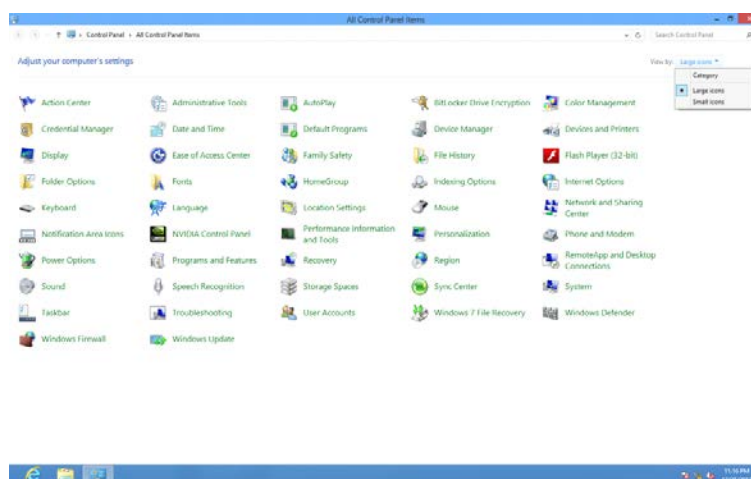 All Control Panel Items
Control Panel All Control Panel Items Search Control Panel
Adjust your computer's settings View by: Large icons
Category
Large icons
Small icons
Action Center Administrative Tools AutoPlay BitLocker Drive Encryption Color Management
Credential Manager Date and Time Default Programs Device Manager Devices and Printers
Display Ease of Access Center Family Safety File History Flash Player (32-bit)
Folder Options Fonts HomeGroup Indexing Options Internet Options
Keyboard Language Location Settings Mouse Network and Sharing
Center
Notification Area Icons NVIDIA Control Panel Performance Information
and Tools Personalization Phone and Modem
Power Options Programs and Features Recovery Region RemoteApp and Desktop
Connections
Sound Speech Recognition Storage Spaces Sync Center System
Taskbar Troubleshooting User Accounts Windows 7 File Recovery Windows Defender
Windows Firewall Windows Update
11:16 PM